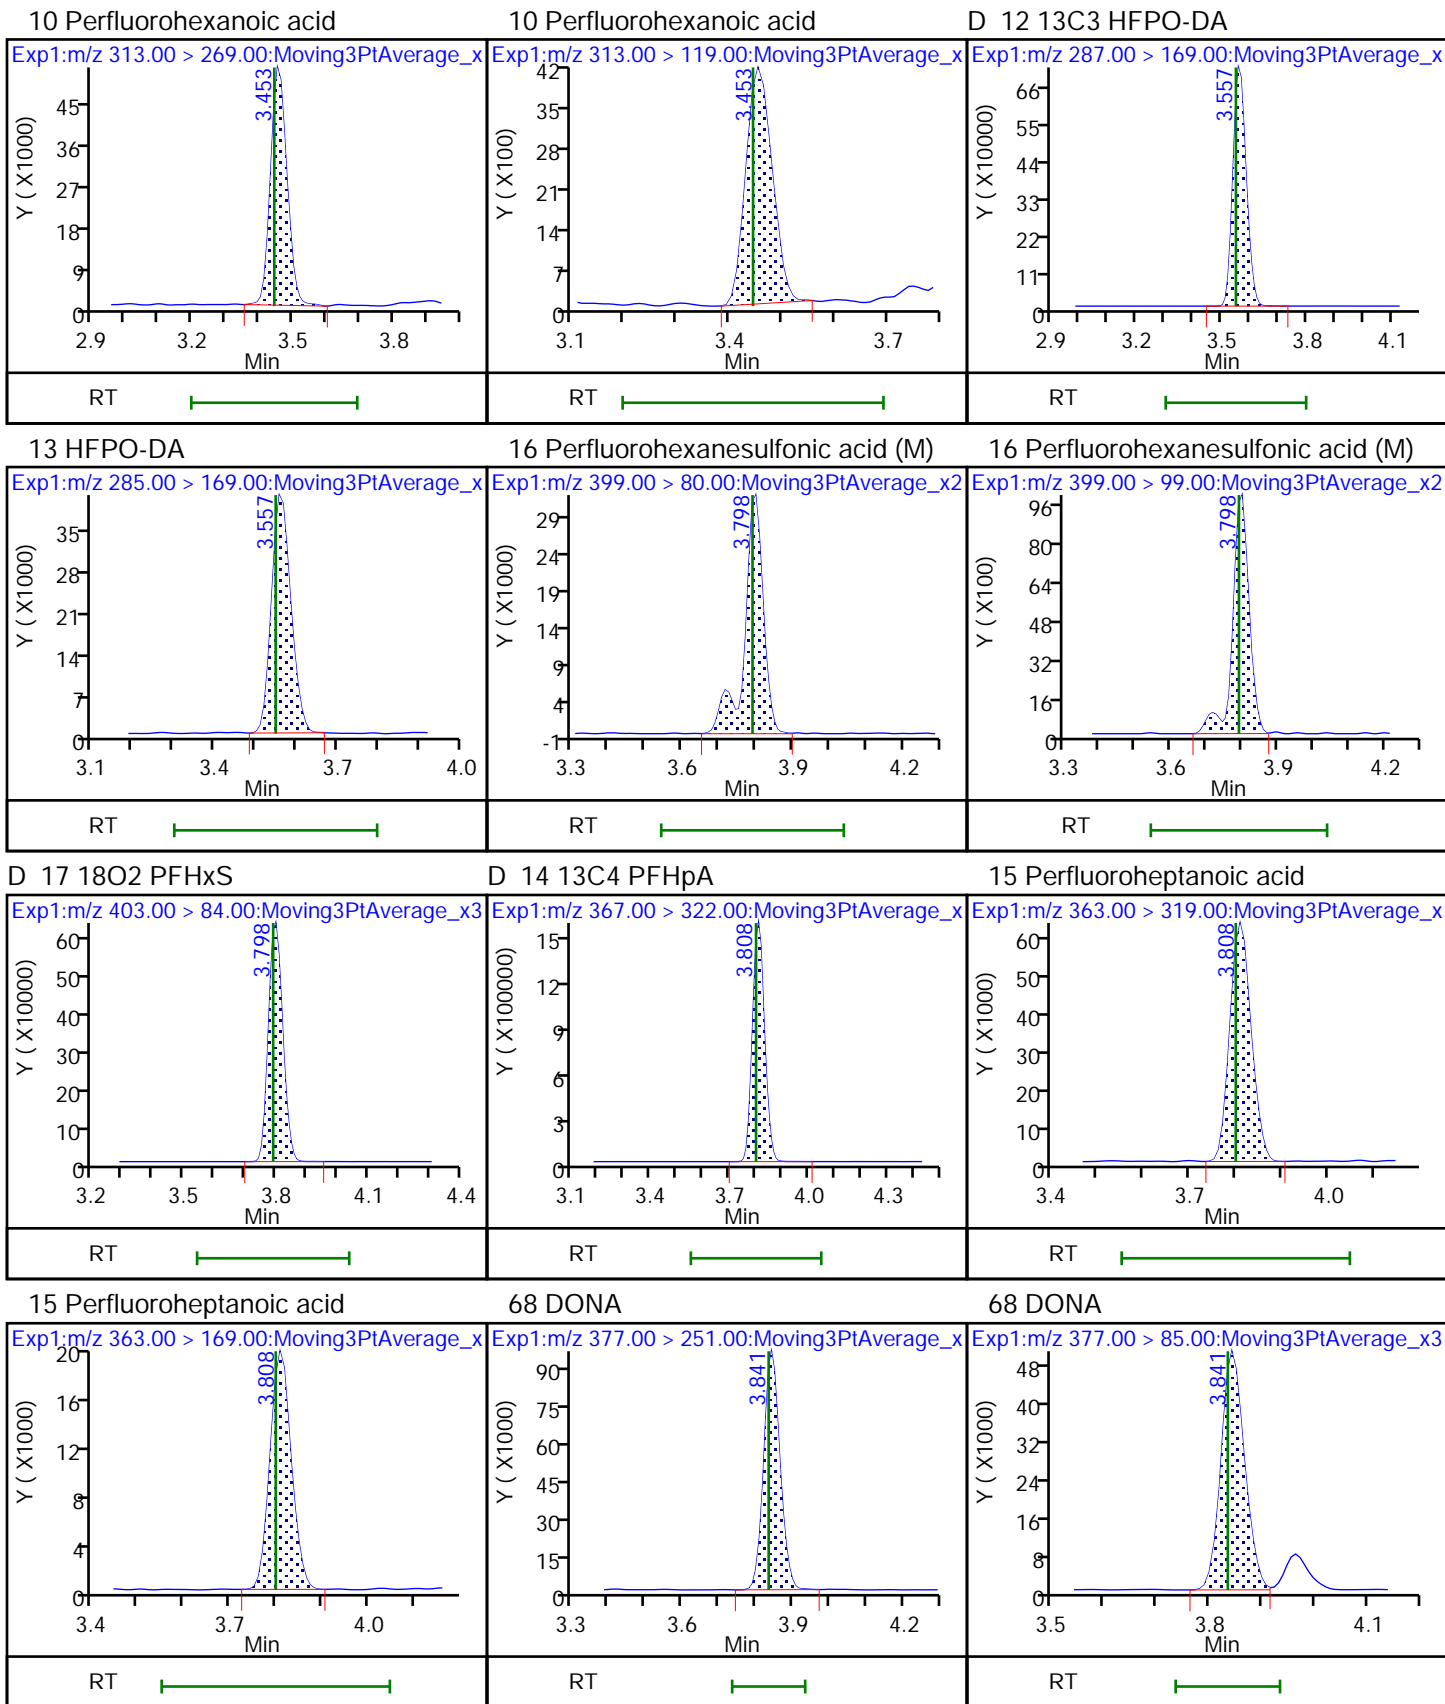 10 Perfluorohexanoic acid
Exp1:m/z 313.00 > 269.00:Moving3PtAverage_x
3.453
Y ( X1000)
45
36
27
18
9
0
2.9 3.2 3.5 3.8
Min
RT
10 Perfluorohexanoic acid
Exp1:m/z 313.00 > 119.00:Moving3PtAverage_x
3.453
Y ( X100)
42
35
28
21
14
7
0
3.1 3.4 3.7
Min
RT
D 12 13C3 HFPO-DA
Exp1:m/z 287.00 > 169.00:Moving3PtAverage_x
3.557
Y ( X10000)
66
55
44
33
22
11
0
2.9 3.2 3.5 3.8 4.1
Min
RT
13 HFPO-DA
Exp1:m/z 285.00 > 169.00:Moving3PtAverage_x
3.557
Y ( X1000)
35
28
21
14
7
0
3.1 3.4 3.7 4.0
Min
RT
16 Perfluorohexanesulfonic acid (M)
Exp1:m/z 399.00 > 80.00:Moving3PtAverage_x2
3.798
Y ( X1000)
29
24
19
14
9
4
-1
3.3 3.6 3.9 4.2
Min
RT
16 Perfluorohexanesulfonic acid (M)
Exp1:m/z 399.00 > 99.00:Moving3PtAverage_x2
3.798
Y ( X100)
96
80
64
48
32
16
0
3.3 3.6 3.9 4.2
Min
RT
D 17 18O2 PFHxS
Exp1:m/z 403.00 > 84.00:Moving3PtAverage_x3
3.798
Y ( X10000)
60
50
40
30
20
10
0
3.2 3.5 3.8 4.1 4.4
Min
RT
D 14 13C4 PFHpA
Exp1:m/z 367.00 > 322.00:Moving3PtAverage_x
3.808
Y ( X100000)
15
12
9
6
3
0
3.1 3.4 3.7 4.0 4.3
Min
RT
15 Perfluoroheptanoic acid
Exp1:m/z 363.00 > 319.00:Moving3PtAverage_x
3.808
Y ( X1000)
60
50
40
30
20
10
0
3.4 3.7 4.0
Min
RT
15 Perfluoroheptanoic acid
Exp1:m/z 363.00 > 169.00:Moving3PtAverage_x
3.808
Y ( X1000)
20
16
12
8
4
0
3.4 3.7 4.0
Min
RT
68 DONA
Exp1:m/z 377.00 > 251.00:Moving3PtAverage_x
3.841
Y ( X1000)
90
75
60
45
30
15
0
3.3 3.6 3.9 4.2
Min
RT
68 DONA
Exp1:m/z 377.00 > 85.00:Moving3PtAverage_x3
3.841
Y ( X1000)
48
40
32
24
16
8
0
3.5 3.8 4.1
Min
RT